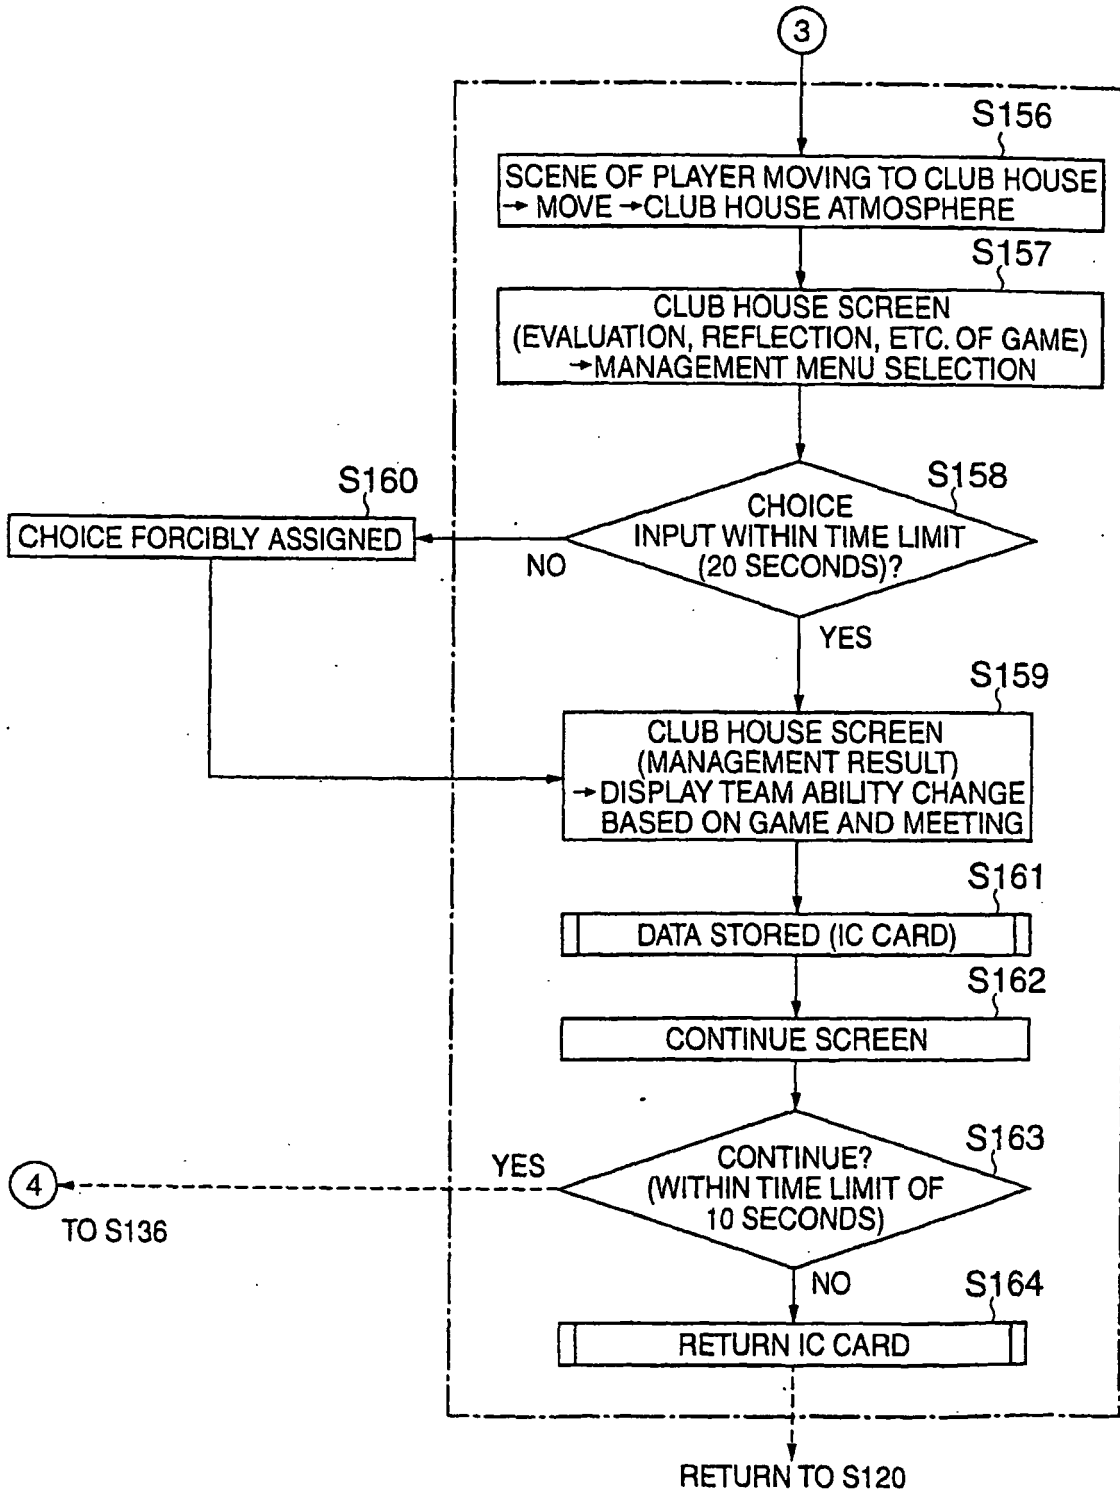 3
S156
SCENE OF PLAYER MOVING TO CLUB HOUSE
→ MOVE → CLUB HOUSE ATMOSPHERE
S157
CLUB HOUSE SCREEN
(EVALUATION, REFLECTION, ETC. OF GAME)
→ MANAGEMENT MENU SELECTION
S158
CHOICE
INPUT WITHIN TIME LIMIT
(20 SECONDS)?
NO
S160
CHOICE FORCIBLY ASSIGNED
YES
S159
CLUB HOUSE SCREEN
(MANAGEMENT RESULT)
→ DISPLAY TEAM ABILITY CHANGE
BASED ON GAME AND MEETING
S161
DATA STORED (IC CARD)
S162
CONTINUE SCREEN
S163
CONTINUE?
(WITHIN TIME LIMIT OF
10 SECONDS)
YES
4
TO S136
NO
S164
RETURN IC CARD
RETURN TO S120